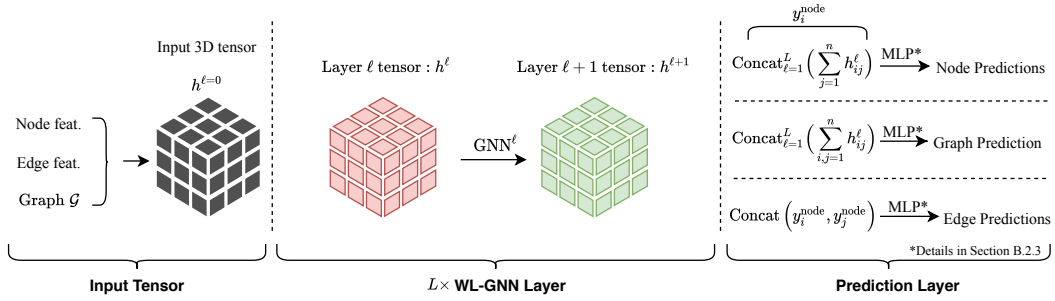 Input 3D tensor
h^{ℓ=0}
Node feat.
Edge feat.
Graph 𝒢
Input Tensor
Layer ℓ tensor : h^ℓ
Layer ℓ + 1 tensor : h^{ℓ+1}
GNN^ℓ
L× WL-GNN Layer
y_i^{node}
Concat_{ℓ=1}^{L} ( ∑_{j=1}^{n} h_{ij}^ℓ ) MLP* Node Predictions
Concat_{ℓ=1}^{L} ( ∑_{i,j=1}^{n} h_{ij}^ℓ ) MLP* Graph Prediction
Concat ( y_i^{node}, y_j^{node} ) MLP* Edge Predictions
*Details in Section B.2.3
Prediction Layer